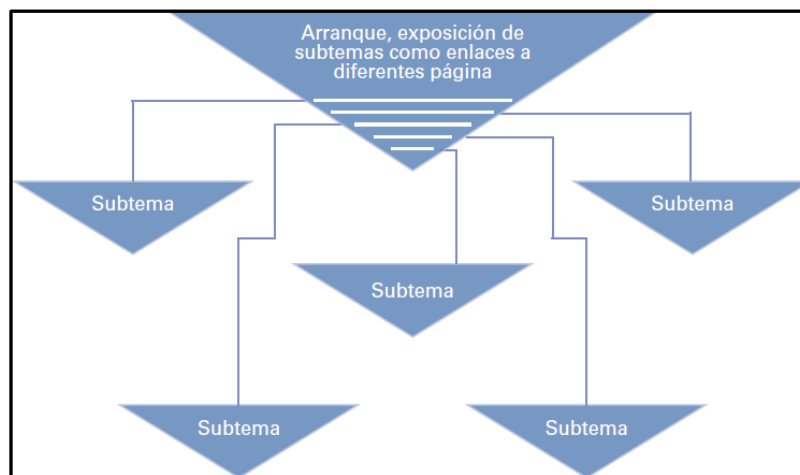 Arranque, exposición de
subtemas como enlaces a
diferentes página
Subtema
Subtema
Subtema
Subtema
Subtema